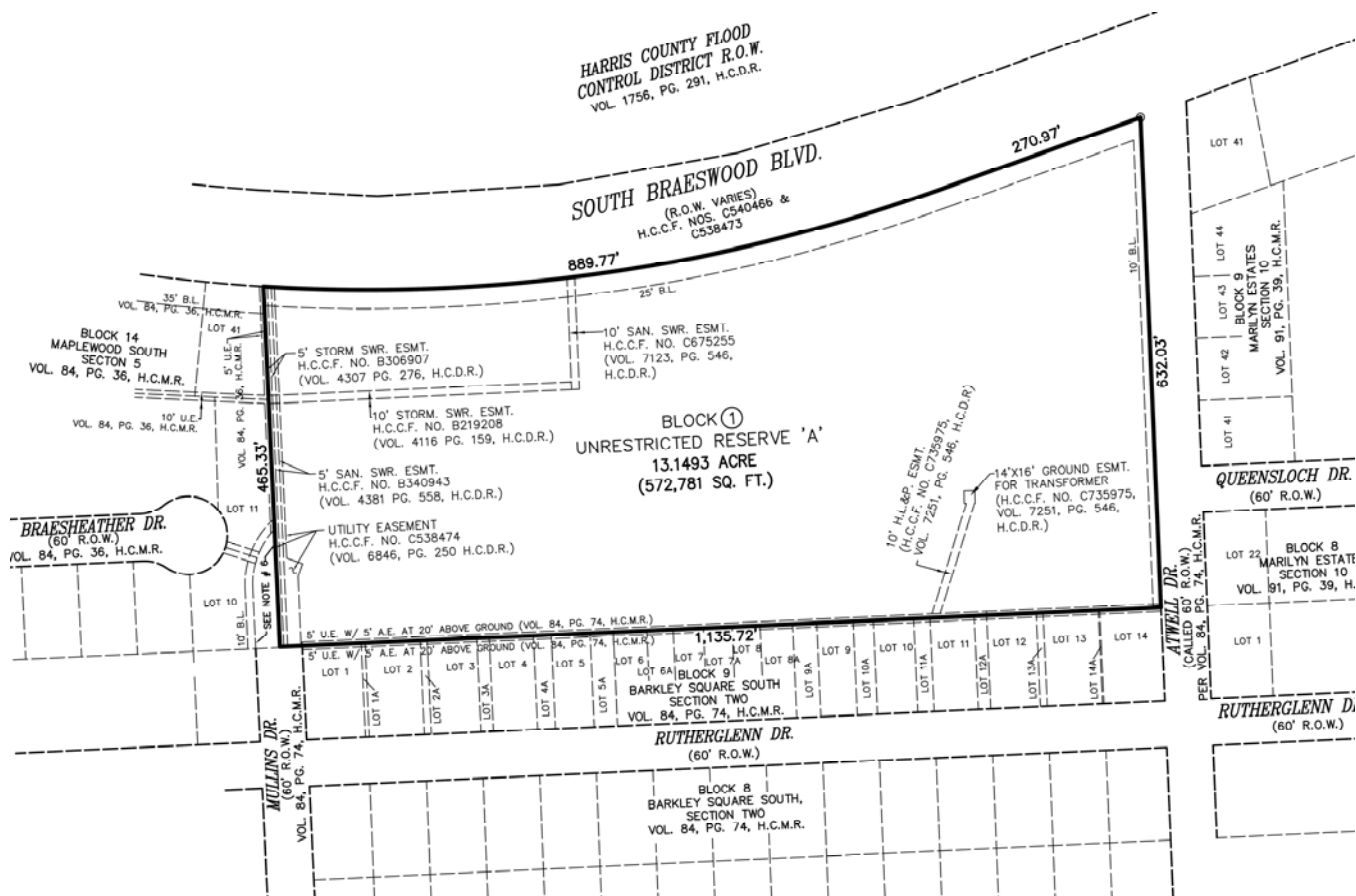 HARRIS COUNTY FLOOD
CONTROL DISTRICT R.O.W.
VOL. 1756, PG. 291, H.C.D.R.
SOUTH BRAESWOOD BLVD.
(R.O.W. VARIES)
H.C.C.F. NOS. C540466 &
C538473
270.97'
889.77'
25' B.L.
10' B.L.
632.03'
LOT 41
LOT 44
LOT 43
LOT 42
LOT 41
BLOCK 9
MARILYN ESTATES
SECTION 10
VOL. 91, PG. 39, H.C.M.R.
35' B.L.
VOL. 84, PG. 36, H.C.M.R.
LOT 41
BLOCK 14
MAPLEWOOD SOUTH
SECTON 5
VOL. 84, PG. 36, H.C.M.R.
5' U.E.
VOL. 84, PG. 36, H.C.M.R.
10' U.E.
VOL. 84, PG. 36, H.C.M.R.
5' STORM SWR. ESMT.
H.C.C.F. NO. B306907
(VOL. 4307 PG. 276, H.C.D.R.)
10' SAN. SWR. ESMT.
H.C.C.F. NO. C675255
(VOL. 7123, PG. 546,
H.C.D.R.)
10' STORM. SWR. ESMT.
H.C.C.F. NO. B219208
(VOL. 4116 PG. 159, H.C.D.R.)
BLOCK 1
UNRESTRICTED RESERVE 'A'
13.1493 ACRE
(572,781 SQ. FT.)
465.33'
5' SAN. SWR. ESMT.
H.C.C.F. NO. B340943
(VOL. 4381 PG. 558, H.C.D.R.)
UTILITY EASEMENT
H.C.C.F. NO. C538474
(VOL. 6846, PG. 250 H.C.D.R.)
10' H.L.&P. ESMT.
(H.C.C.F. NO. C735975,
VOL. 7251, PG. 546, H.C.D.R)
14'X16' GROUND ESMT.
FOR TRANSFORMER
(H.C.C.F. NO. C735975,
VOL. 7251, PG. 546,
H.C.D.R.)
QUEENSLOCH DR.
(60' R.O.W.)
LOT 11
BRAESHEATHER DR.
(60' R.O.W.)
VOL. 84, PG. 36, H.C.M.R.
LOT 10
10' B.L.
SEE NOTE # 6
LOT 22
BLOCK 8
MARILYN ESTATE
SECTION 10
VOL. 91, PG. 39, H.
LOT 1
ATWELL DR.
(CALLED 60' R.O.W.)
PER VOL. 84, PG. 74, H.C.M.R.
5' U.E. W/ 5' A.E. AT 20' ABOVE GROUND (VOL. 84, PG. 74, H.C.M.R.)
5' U.E. W/ 5' A.E. AT 20' ABOVE GROUND (VOL. 84, PG. 74, H.C.M.R.)
1,135.72'
LOT 1
LOT 1A
LOT 2
LOT 2A
LOT 3
LOT 3A
LOT 4
LOT 4A
LOT 5
LOT 5A
LOT 6
LOT 6A
LOT 7
LOT 7A
LOT 8
LOT 8A
LOT 9A
LOT 9
LOT 10A
LOT 10
LOT 11A
LOT 11
LOT 12A
LOT 12
LOT 13A
LOT 13
LOT 14A
LOT 14
BLOCK 9
BARKLEY SQUARE SOUTH
SECTION TWO
VOL. 84, PG. 74, H.C.M.R.
MULLINS DR.
(60' R.O.W.)
VOL. 84, PG. 74, H.C.M.R.
RUTHERGLENN DR.
(60' R.O.W.)
RUTHERGLENN D
(60' R.O.W.)
BLOCK 8
BARKLEY SQUARE SOUTH,
SECTION TWO
VOL. 84, PG. 74, H.C.M.R.